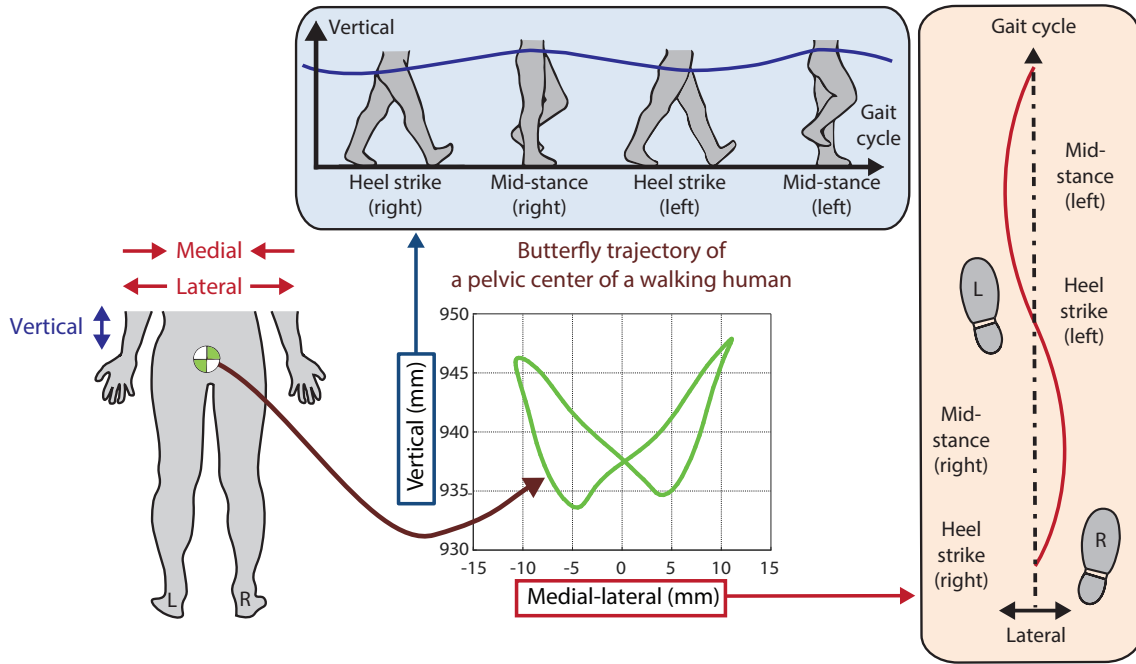 Vertical
Gait
cycle
Heel strike
(right)
Mid-stance
(right)
Heel strike
(left)
Mid-stance
(left)
Medial
Lateral
Vertical
L
R
Butterfly trajectory of
a pelvic center of a walking human
Vertical (mm)
950
945
940
935
930
-15
-10
-5
0
5
10
15
Medial-lateral (mm)
Gait cycle
Mid-
stance
(left)
L
Heel
strike
(left)
Mid-
stance
(right)
Heel
strike
(right)
R
Lateral